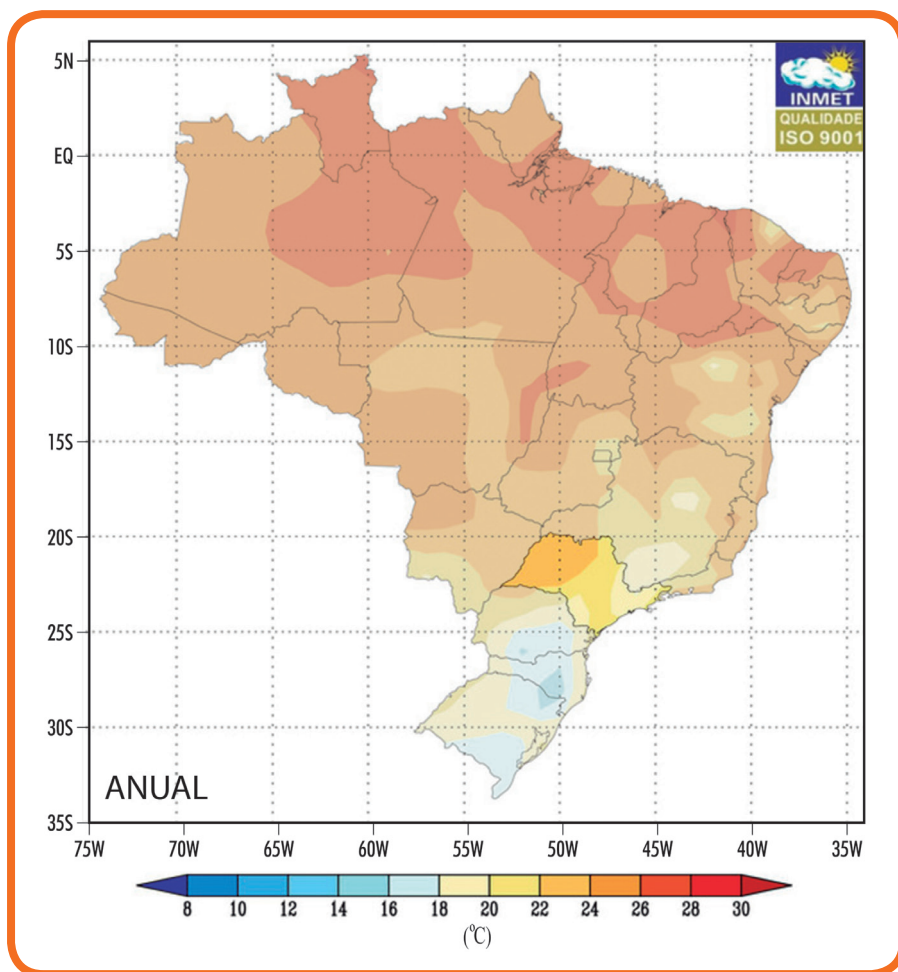 5N
EQ
5S
10S
15S
20S
25S
30S
35S
INMET
QUALIDADE
ISO 9001
ANUAL
75W 70W 65W 60W 55W 50W 45W 40W 35W
8 10 12 14 16 18 20 22 24 26 28 30
(°C)